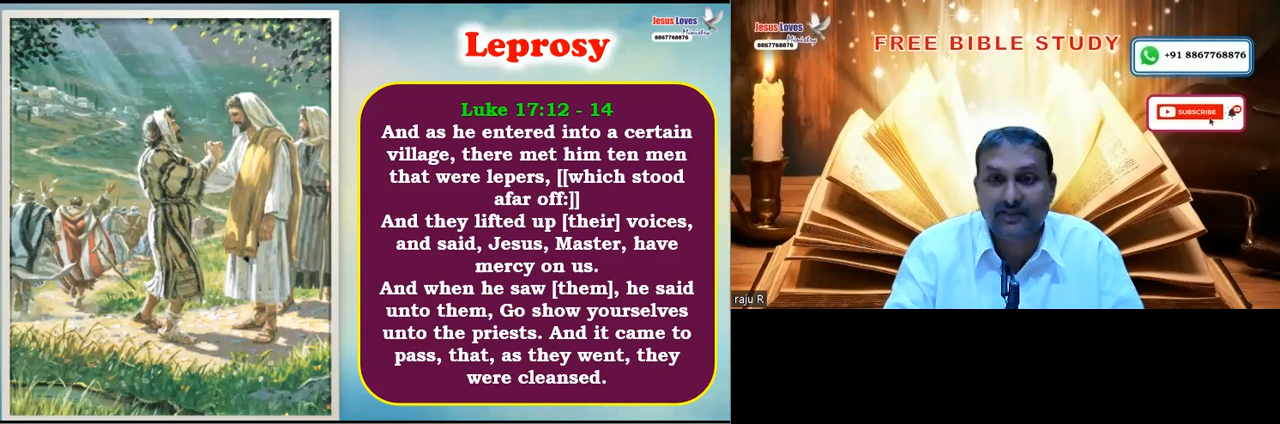 Jesus Loves
Ministry
8867768876
Leprosy
Luke 17:12 - 14
And as he entered into a certain
village, there met him ten men
that were lepers, [[which stood
afar off:]]
And they lifted up [their] voices,
and said, Jesus, Master, have
mercy on us.
And when he saw [them], he said
unto them, Go show yourselves
unto the priests. And it came to
pass, that, as they went, they
were cleansed.
Jesus Loves
Ministry
8867768876
FREE BIBLE STUDY
+91 8867768876
SUBSCRIBE
raju R